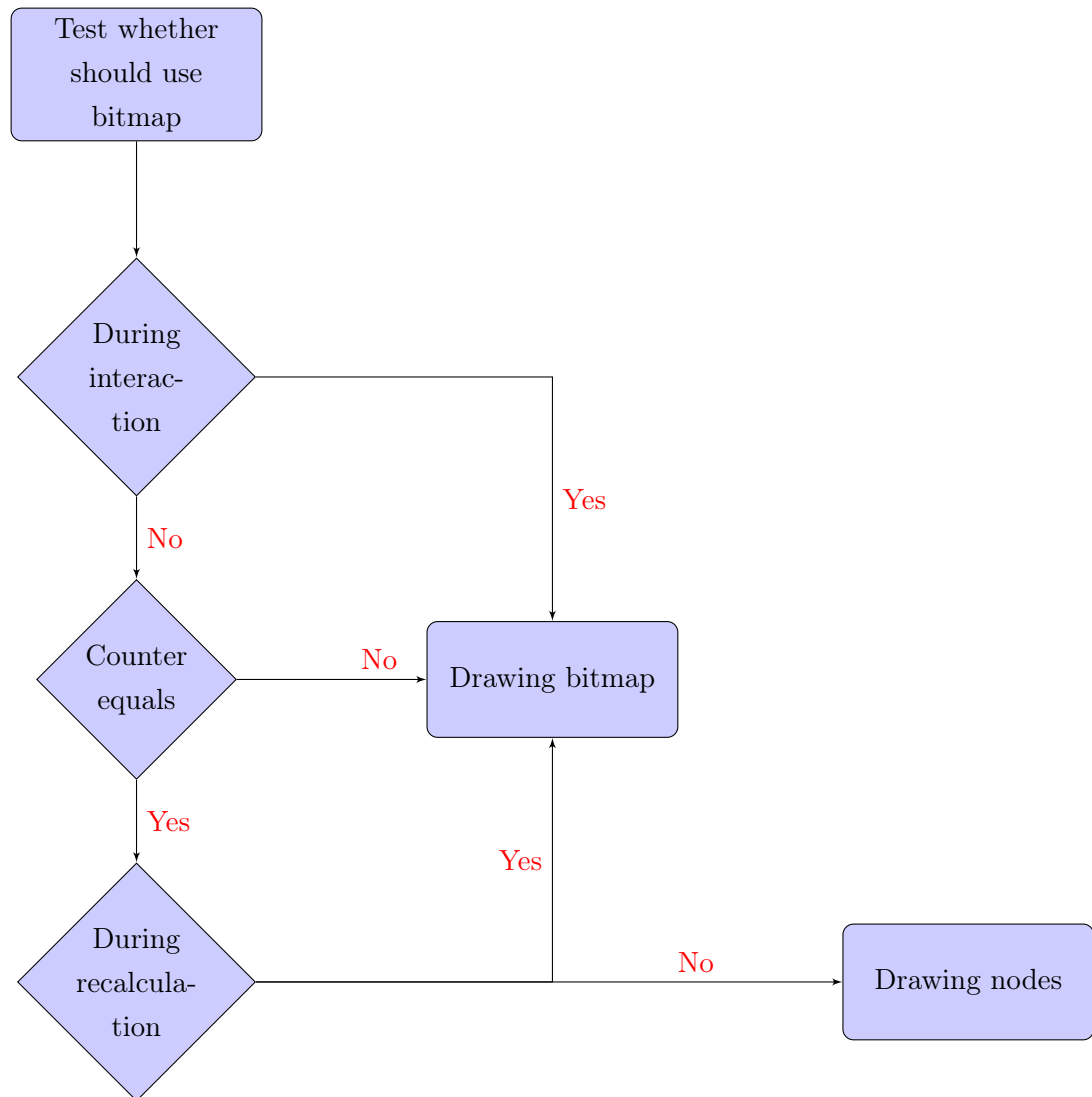 Test whether
should use
bitmap
During
interac-
tion
Yes
No
Counter
equals
No
Drawing bitmap
Yes
Yes
During
recalcula-
tion
No
Drawing nodes